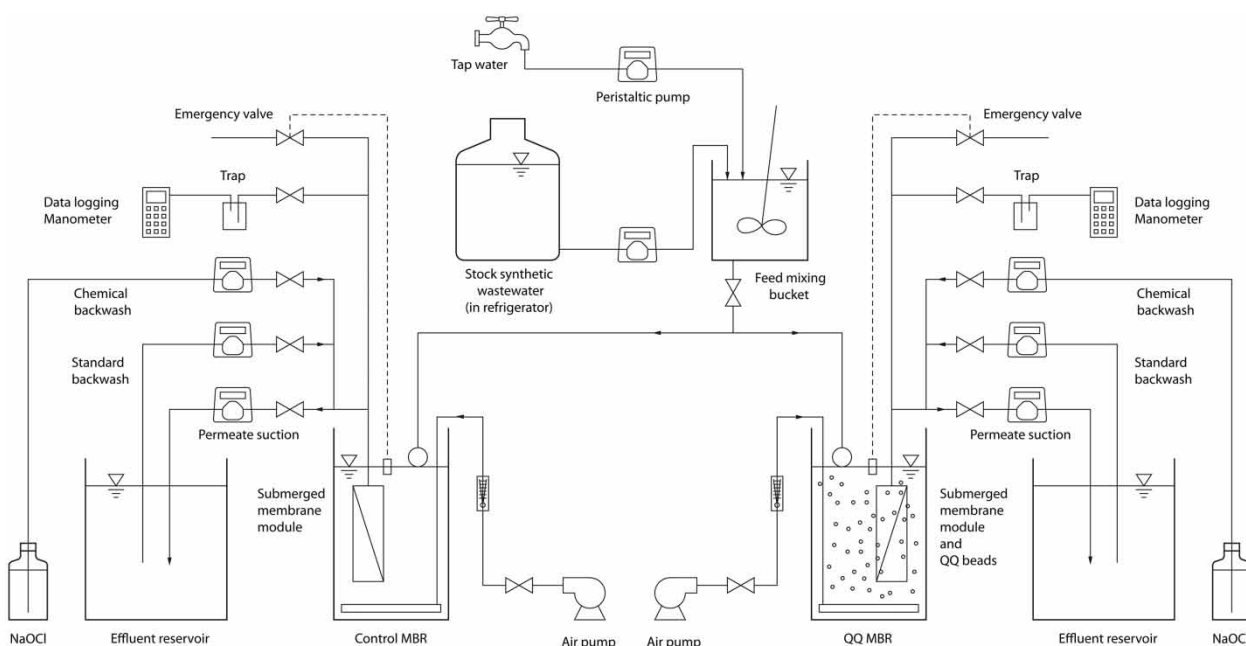 Tap water
Peristaltic pump
Emergency valve
Emergency valve
Trap
Trap
Data logging
Manometer
Data logging
Manometer
Stock synthetic
wastewater
(in refrigerator)
Feed mixing
bucket
Chemical
backwash
Chemical
backwash
Standard
backwash
Standard
backwash
Permeate suction
Permeate suction
Submerged
membrane
module
Submerged
membrane
module
and
QQ beads
NaOCl
Effluent reservoir
Control MBR
Air pump
Air pump
QQ MBR
Effluent reservoir
NaOC